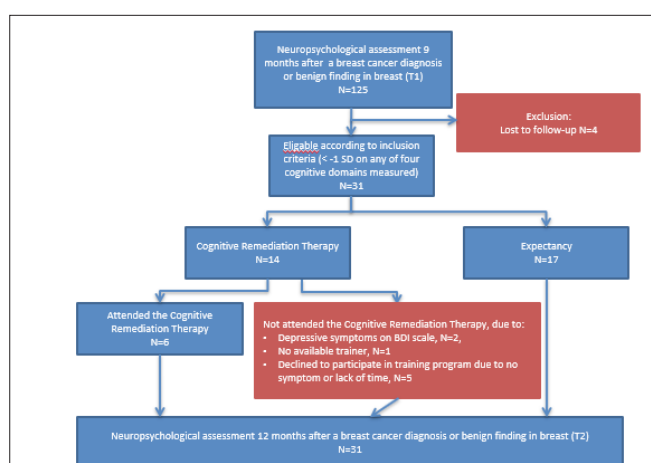 Neuropsychological assessment 9
months after a breast cancer diagnosis
or benign finding in breast (T1)
N=125
Exclusion:
Lost to follow-up N=4
Eligable according to inclusion
criteria (< -1 SD on any of four
cognitive domains measured)
N=31
Cognitive Remediation Therapy
N=14
Expectancy
N=17
Attended the Cognitive
Remediation Therapy
N=6
Not attended the Cognitive Remediation Therapy, due to:
• Depressive symptoms on BDI scale, N=2,
• No available trainer, N=1
• Declined to participate in training program due to no
symptom or lack of time, N=5
Neuropsychological assessment 12 months after a breast cancer diagnosis or benign finding in breast (T2)
N=31